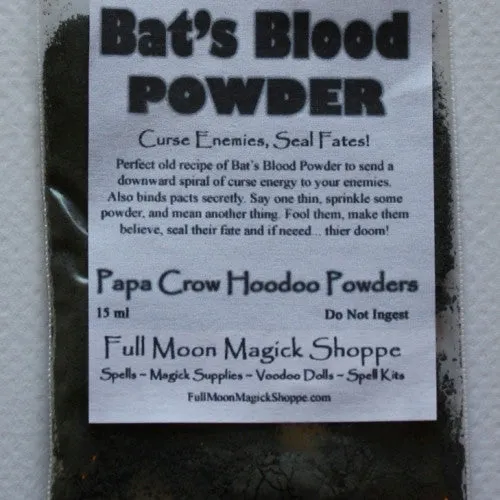 Bat's Blood
POWDER
Curse Enemies, Seal Fates!
Perfect old recipe of Bat's Blood Powder to send a
downward spiral of curse energy to your enemies.
Also binds pacts secretly. Say one thin, sprinkle some
powder, and mean another thing. Fool them, make them
believe, seal their fate and if neeed... thier doom!
Papa Crow Hoodoo Powders
15 ml Do Not Ingest
Full Moon Magick Shoppe
Spells ~ Magick Supplies ~ Voodoo Dolls ~ Spell Kits
FullMoonMagickShoppe.com